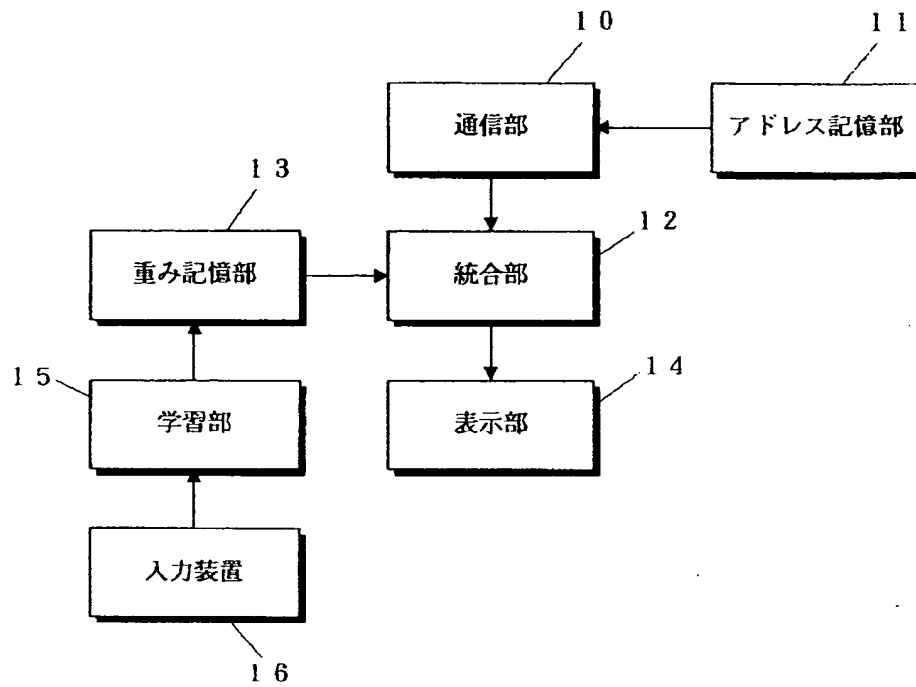 １０
１１
通信部
アドレス記憶部
１３
１２
重み記憶部
統合部
１５
１４
学習部
表示部
入力装置
１６